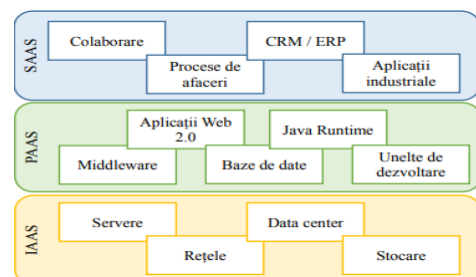 SAAS
Colaborare
CRM / ERP
Procese de
afaceri
Aplicații
industriale
PAAS
Aplicații Web
2.0
Java Runtime
Middleware
Baze de date
Unelte de
dezvoltare
IAAS
Servere
Data center
Rețele
Stocare